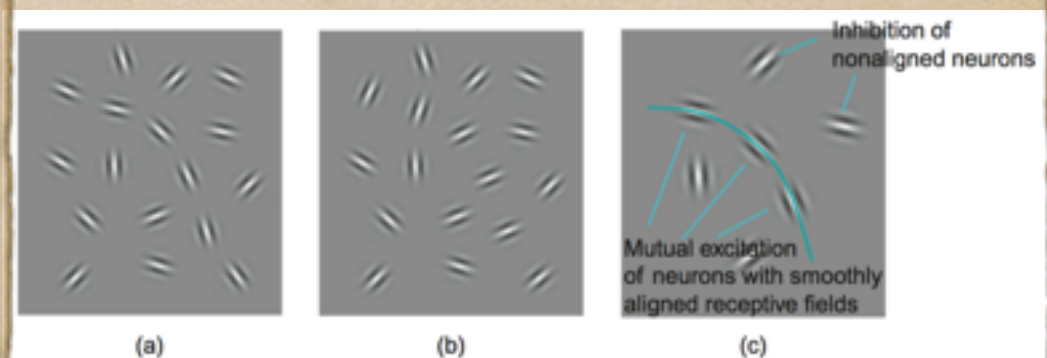 Inhibition of
nonaligned neurons
Mutual excitation
of neurons with smoothly
aligned receptive fields
(a)
(b)
(c)